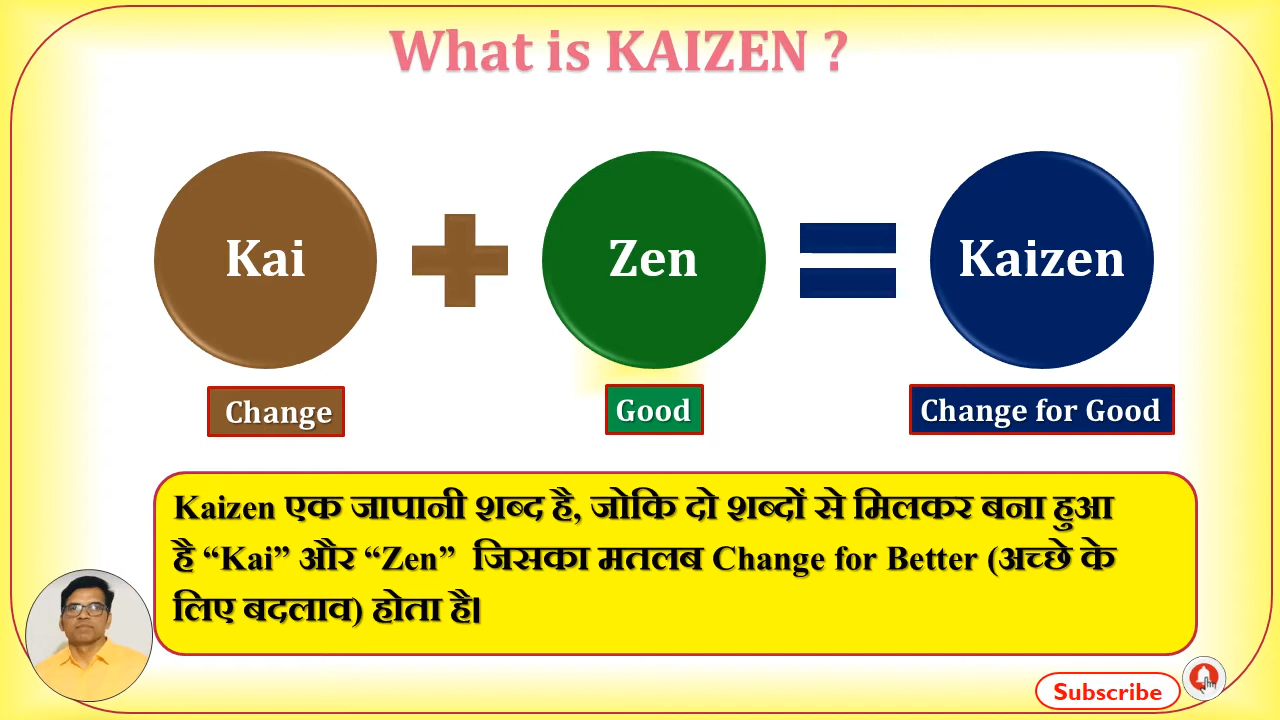 What is KAIZEN ?
Kai
Zen
Kaizen
Change
Good
Change for Good
Kaizen एक जापानी शब्द है, जोकि दो शब्दों से मिलकर बना हुआ
है “Kai” और “Zen” जिसका मतलब Change for Better (अच्छे के
लिए बदलाव) होता है।
Subscribe